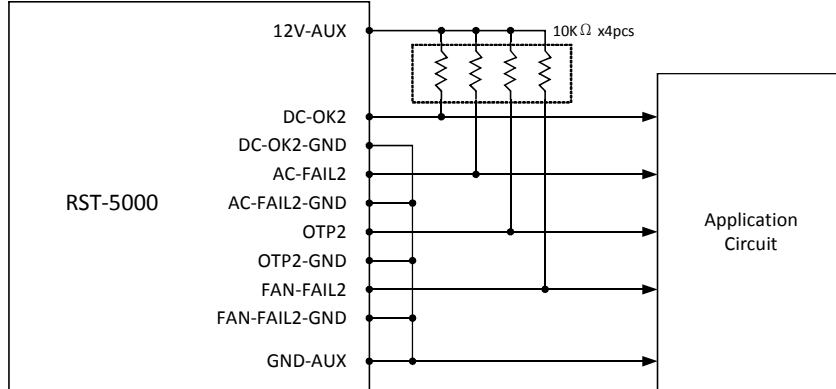 12V-AUX
10KΩ x4pcs
DC-OK2
DC-OK2-GND
AC-FAIL2
RST-5000
AC-FAIL2-GND
Application
Circuit
OTP2
OTP2-GND
FAN-FAIL2
FAN-FAIL2-GND
GND-AUX